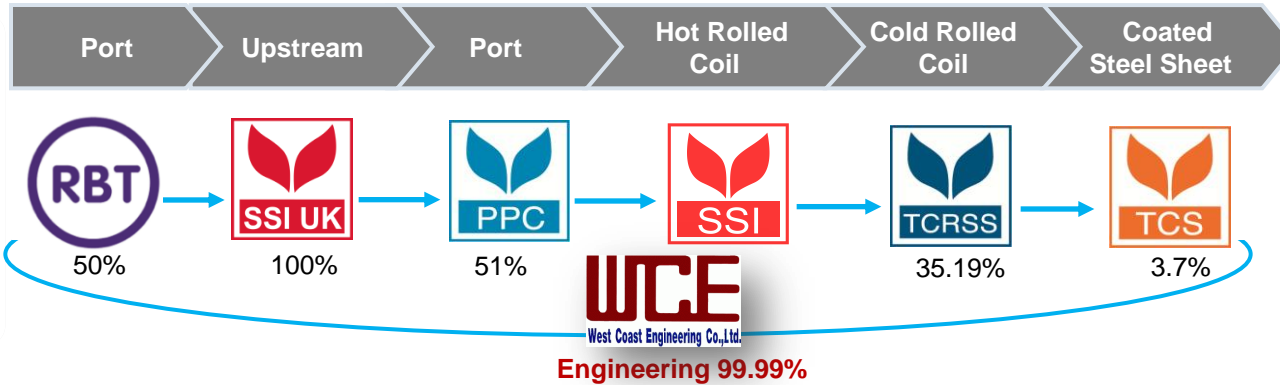 Port
Upstream
Port
Hot Rolled
Coil
Cold Rolled
Coil
Coated
Steel Sheet
RBT
SSI UK
PPC
SSI
TCRSS
TCS
50%
100%
51%
35.19%
3.7%
WCE
West Coast Engineering Co.,Ltd.
Engineering 99.99%